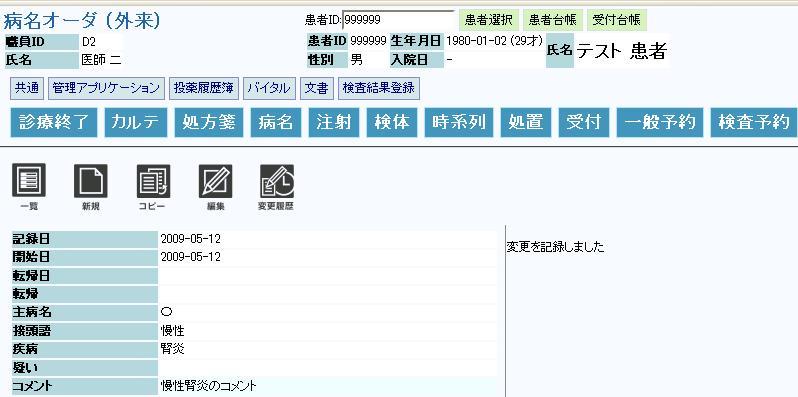 病名オーダ (外来)
患者ID: 999999 患者選択 患者台帳 受付台帳
職員ID D2 患者ID 999999 生年月日 1980-01-02 (29才) 氏名 テスト 患者
氏名 医師 二 性別 男 入院日 -
共通 管理アプリケーション 投薬履歴簿 バイタル 文書 検査結果登録
診療終了 カルテ 処方箋 病名 注射 検体 時系列 処置 受付 一般予約 検査予約
一覧 新規 コピー 編集 変更履歴
記録日 2009-05-12
変更を記録しました
開始日 2009-05-12
転帰日
転帰
主病名 ○
接頭語 慢性
疾病 腎炎
疑い
コメント 慢性腎炎のコメント